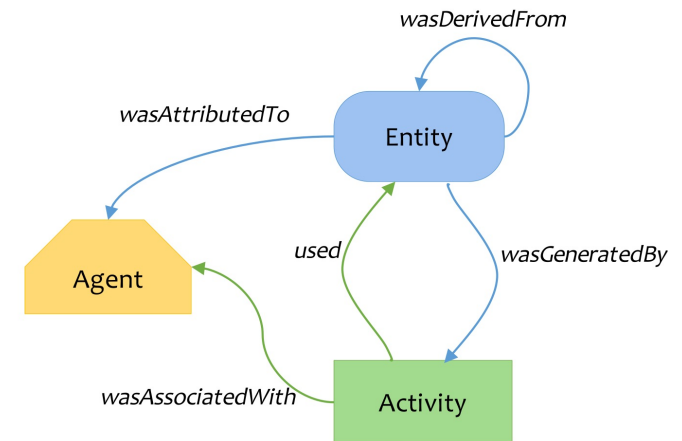 wasDerivedFrom
wasAttributedTo
Entity
used
wasGeneratedBy
Agent
wasAssociatedWith
Activity